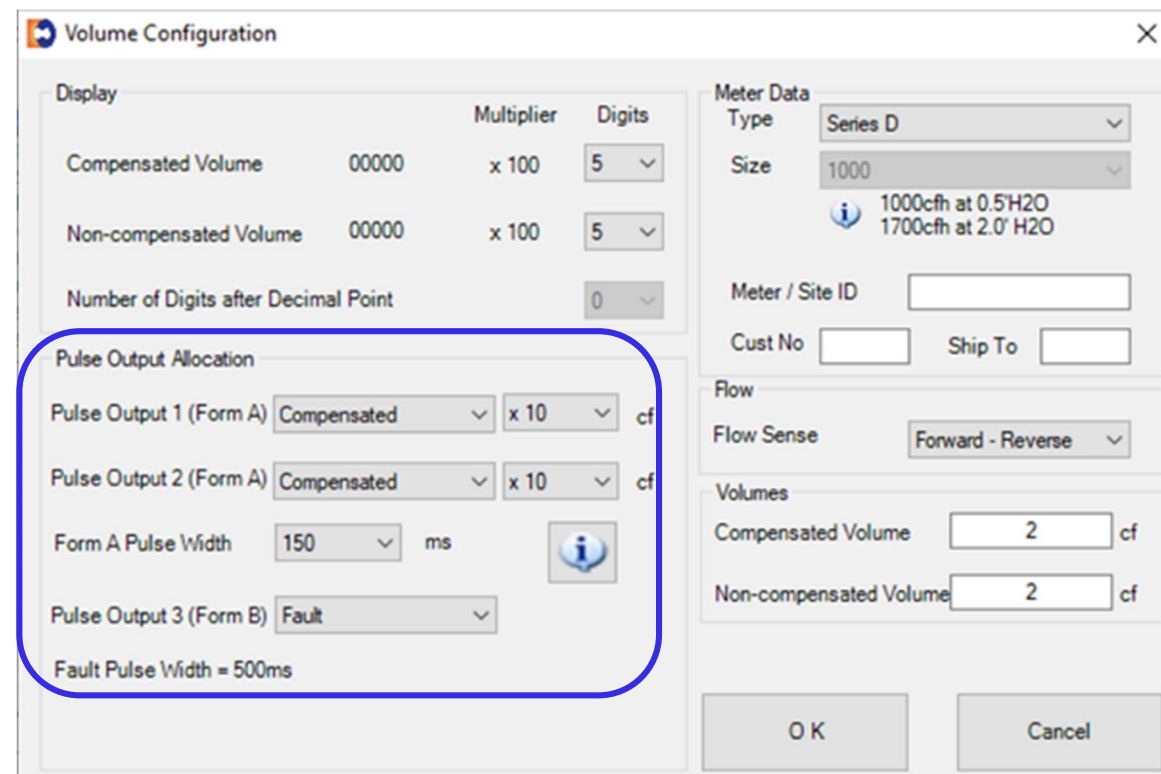 Volume Configuration
Display
Multiplier Digits
Compensated Volume 00000 x 100 5
Non-compensated Volume 00000 x 100 5
Number of Digits after Decimal Point 0
Pulse Output Allocation
Pulse Output 1 (Form A) Compensated x 10 cf
Pulse Output 2 (Form A) Compensated x 10 cf
Form A Pulse Width 150 ms
Pulse Output 3 (Form B) Fault
Fault Pulse Width = 500ms
Meter Data
Type Series D
Size 1000
1000cfh at 0.5'H2O
1700cfh at 2.0' H2O
Meter / Site ID
Cust No Ship To
Flow
Flow Sense Forward - Reverse
Volumes
Compensated Volume 2 cf
Non-compensated Volume 2 cf
O K Cancel